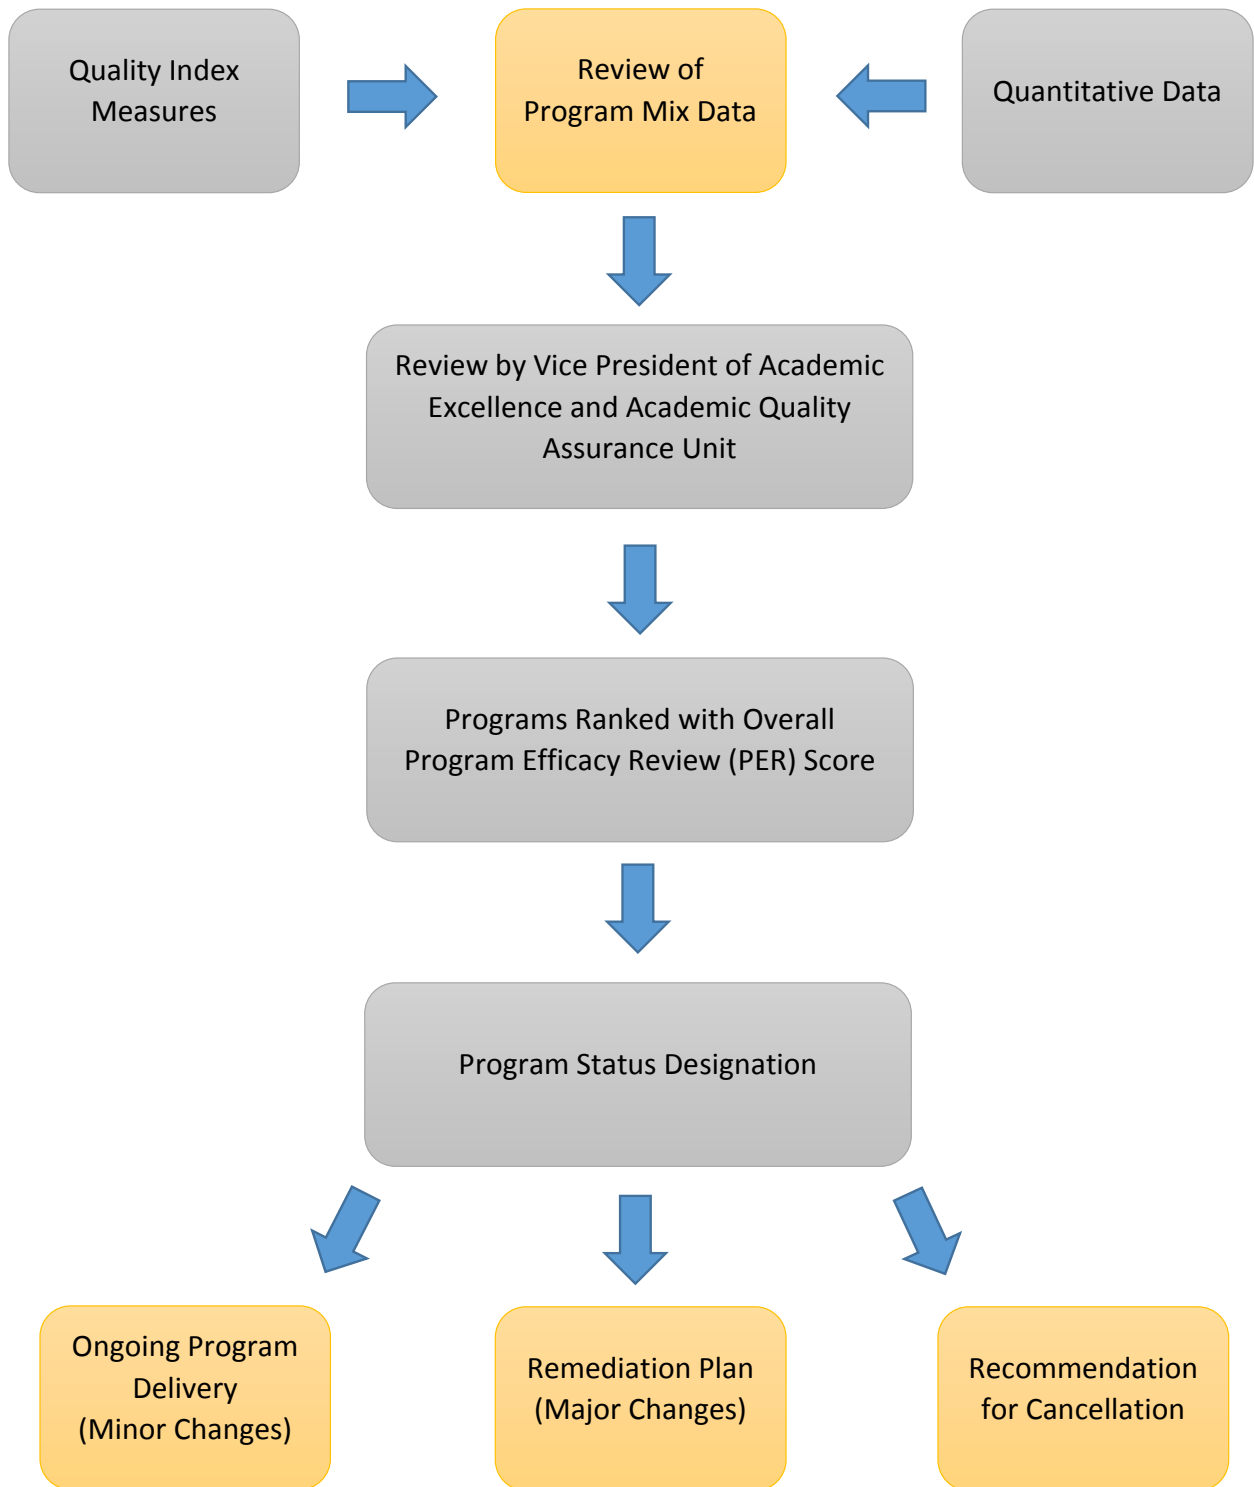 Quality Index
Measures
Review of
Program Mix Data
Quantitative Data
Review by Vice President of Academic
Excellence and Academic Quality
Assurance Unit
Programs Ranked with Overall
Program Efficacy Review (PER) Score
Program Status Designation
Ongoing Program
Delivery
(Minor Changes)
Remediation Plan
(Major Changes)
Recommendation
for Cancellation